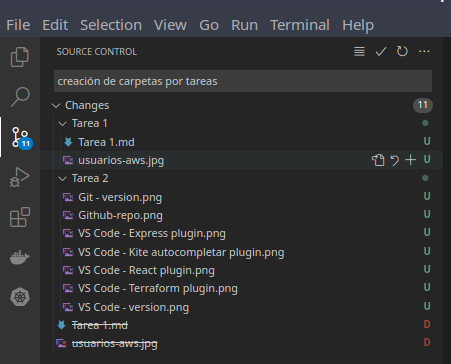 File Edit Selection View Go Run Terminal Help
SOURCE CONTROL
creación de carpetas por tareas
Changes 11
Tarea 1
Tarea 1.md U
usuarios-aws.jpg U
11
Tarea 2
Git - version.png U
Github-repo.png U
VS Code - Express plugin.png U
VS Code - Kite autocompletar plugin.png U
VS Code - React plugin.png U
VS Code - Terraform plugin.png U
VS Code - version.png U
Tarea 1.md D
usuarios-aws.jpg D